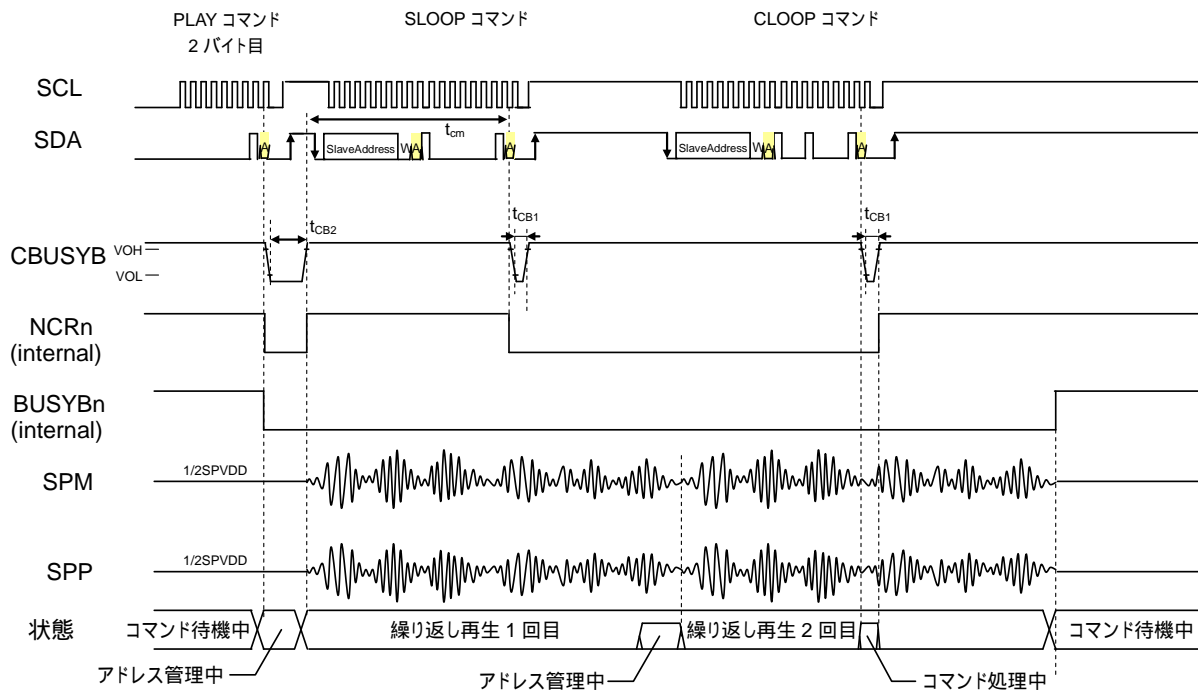 PLAY コマンド
2 バイト目
SLOOP コマンド
CLOOP コマンド
SCL
tcm
SDA
A
SlaveAddress
W
A
A
SlaveAddress
W
A
A
tCB2
tCB1
tCB1
CBUSYB
VOH
VOL
NCRn
(internal)
BUSYBn
(internal)
SPM
1/2SPVDD
SPP
1/2SPVDD
状態
コマンド待機中
繰り返し再生 1 回目
繰り返し再生 2 回目
コマンド待機中
アドレス管理中
アドレス管理中
コマンド処理中